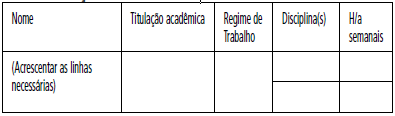 Nome Titulação acadêmica Regime de Trabalho Disciplina(s) H/a semanais
(Acrescentar as linhas
necessárias)